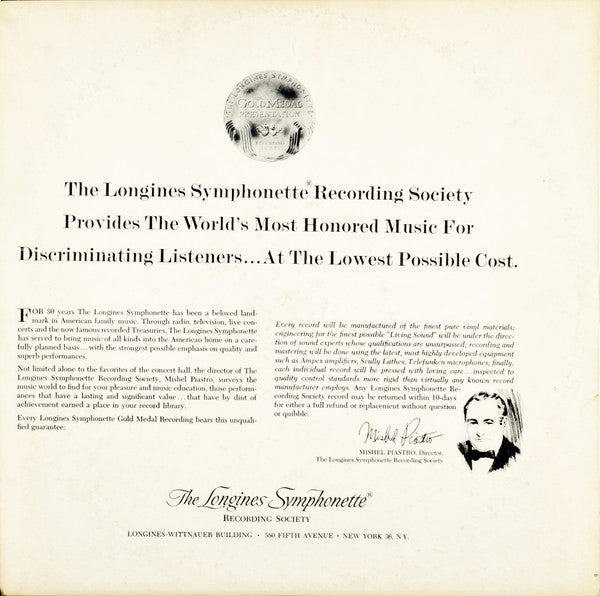 THE LONGINES SYMPHONETTE
GOLD MEDAL
PRESENTATION
RECORDING
SOCIETY
The Longines Symphonette® Recording Society
Provides The World's Most Honored Music For
Discriminating Listeners...At The Lowest Possible Cost.
FOR 30 years The Longines Symphonette has been a beloved land-
mark in American family music. Through radio, television, live con-
certs and the now famous recorded Treasuries, The Longines Symphonette
has served to bring music of all kinds into the American home on a care-
fully planned basis...with the strongest possible emphasis on quality and
superb performances.
Not limited alone to the favorites of the concert hall, the director of The
Longines Symphonette Recording Society, Mishel Piastro, surveys the
music world to find for your pleasure and music education, those perform-
ances that have a lasting and significant value...that have by dint of
achievement earned a place in your record library.
Every Longines Symphonette Gold Medal Recording bears this unquali-
fied guarantee:
Every record will be manufactured of the finest pure vinyl materials;
engineering for the finest possible "Living Sound" will be under the direc-
tion of sound experts whose qualifications are unsurpassed; recording and
mastering will be done using the latest, most highly developed equipment
such as Ampex amplifiers, Scully Lathes, Telefunken microphones; finally,
each individual record will be pressed with loving care...inspected to
quality control standards more rigid than virtually any known record
manufacturer employs. Any Longines Symphonette Re-
cording Society record may be returned within 10-days
for either a full refund or replacement without question
or quibble.
Mishel Piastro
MISHEL PIASTRO, Director,
The Longines Symphonette Recording Society
The Longines Symphonette®
RECORDING SOCIETY
LONGINES-WITTNAUER BUILDING • 580 FIFTH AVENUE • NEW YORK 36, N.Y.